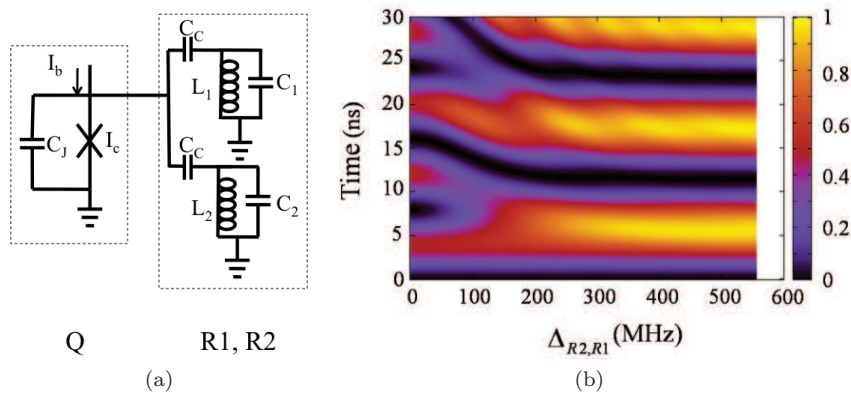 I_b
C_J
I_c
C_C
L_1
C_1
C_C
L_2
C_2
Q
R1, R2
(a)
30
25
20
15
10
5
0
Time (ns)
0 100 200 300 400 500 600
Δ_{R2,R1} (MHz)
1
0.8
0.6
0.4
0.2
0
(b)